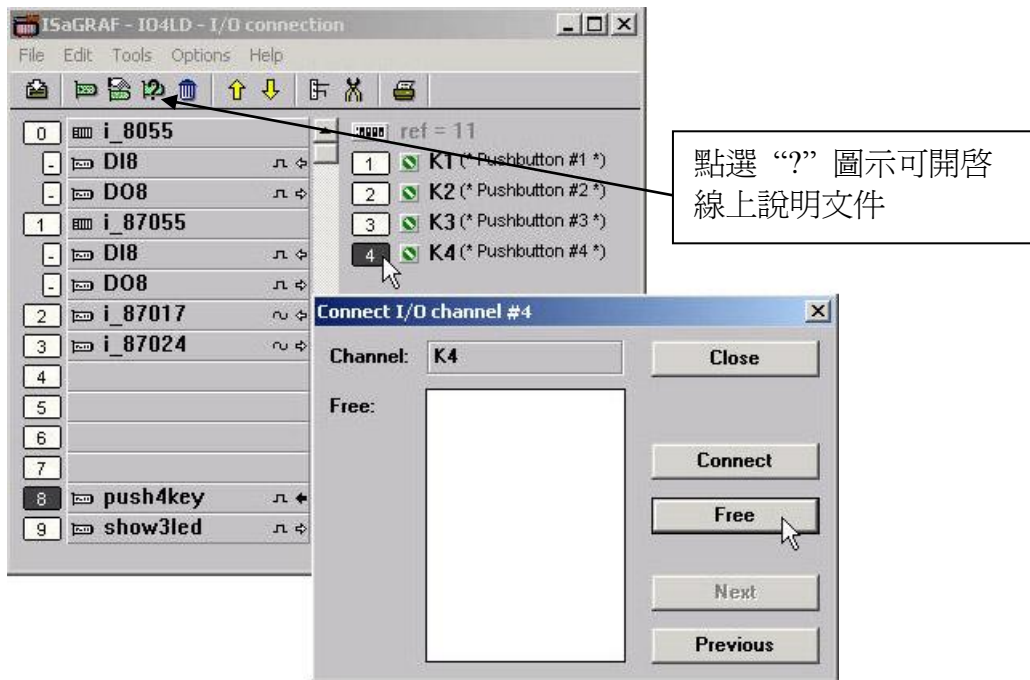 ISaGRAF - IO4LD - I/O connection
File Edit Tools Options Help
0 i_8055
- DI8
- DO8
1 i_87055
- DI8
- DO8
2 i_87017
3 i_87024
4
5
6
7
8 push4key
9 show3led
ref = 11
1 K1 (* Pushbutton #1 *)
2 K2 (* Pushbutton #2 *)
3 K3 (* Pushbutton #3 *)
4 K4 (* Pushbutton #4 *)
點選 “?” 圖示可開啓
線上說明文件
Connect I/O channel #4
Channel: K4
Close
Free:
Connect
Free
Next
Previous